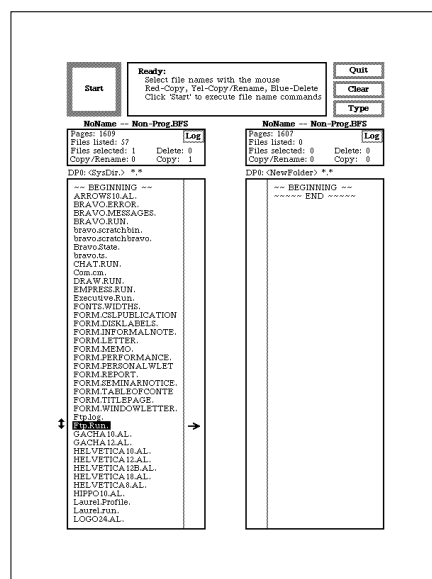 Start
Ready:
Select file names with the mouse
Red-Copy, Yel-Copy/Rename, Blue-Delete
Click 'Start' to execute file name commands
Quit
Clear
Type
NoName -- Non-Prog.BFS
Pages: 1609
Log
Files listed: 57
Files selected: 1 Delete: 0
Copy/Rename: 0 Copy: 1
DP0: <SysDir.> *.*
~~ BEGINNING ~~
ARROWS10.AL.
BRAVO.ERROR.
BRAVO.MESSAGES.
BRAVO.RUN.
bravo.scratchbin.
bravo.scratchbravo.
Bravo.State.
bravo.ts.
CHAT.RUN.
Com.cm.
DRAW.RUN.
EMPRESS.RUN.
Executive.Run.
FONTS.WIDTHS.
FORM.CSLPUBLICATION
FORM.DISKLABELS.
FORM.INFORMALNOTE.
FORM.LETTER.
FORM.MEMO.
FORM.PERFORMANCE.
FORM.PERSONALWLET
FORM.REPORT.
FORM.SEMINARNOTICE.
FORM.TABLEOFCONTE
FORM.TITLEPAGE.
FORM.WINDOWLETTER.
Ftp.log.
Ftp.Run.
GACHA10.AL.
GACHA12.AL.
HELVETICA10.AL.
HELVETICA12.AL.
HELVETICA12B.AL.
HELVETICA18.AL.
HELVETICA8.AL.
HIPPO10.AL.
Laurel.Profile.
Laurel.run.
LOGO24.AL.
NoName -- Non-Prog.BFS
Pages: 1607
Log
Files listed: 0
Files selected: 0 Delete: 0
Copy/Rename: 0 Copy: 0
DP0: <NewFolder> *.*
~~ BEGINNING ~~
~~~~~ END ~~~~~